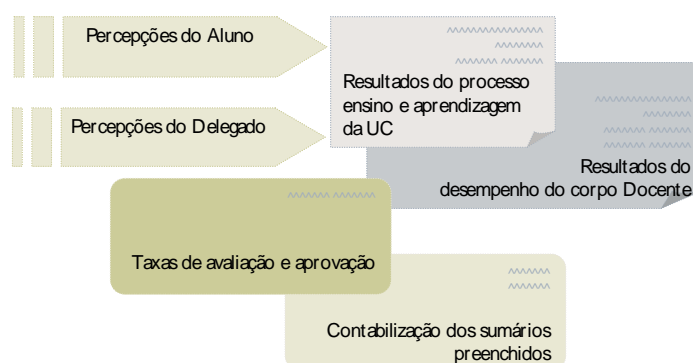 Percepções do Aluno
Percepções do Delegado
Resultados do processo
ensino e aprendizagem
da UC
Resultados do
desempenho do corpo Docente
Taxas de avaliação e aprovação
Contabilização dos sumários
preenchidos